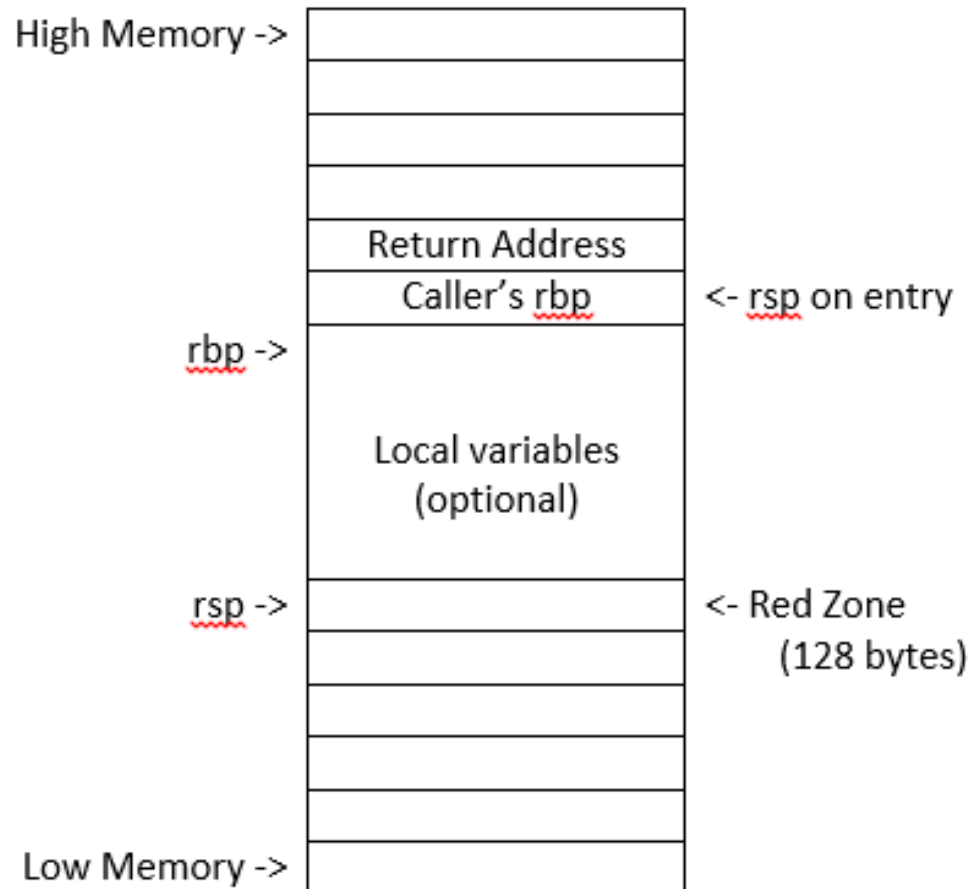 High Memory ->
Return Address
Caller’s rbp <- rsp on entry
rbp ->
Local variables
(optional)
rsp -> <- Red Zone
(128 bytes)
Low Memory ->